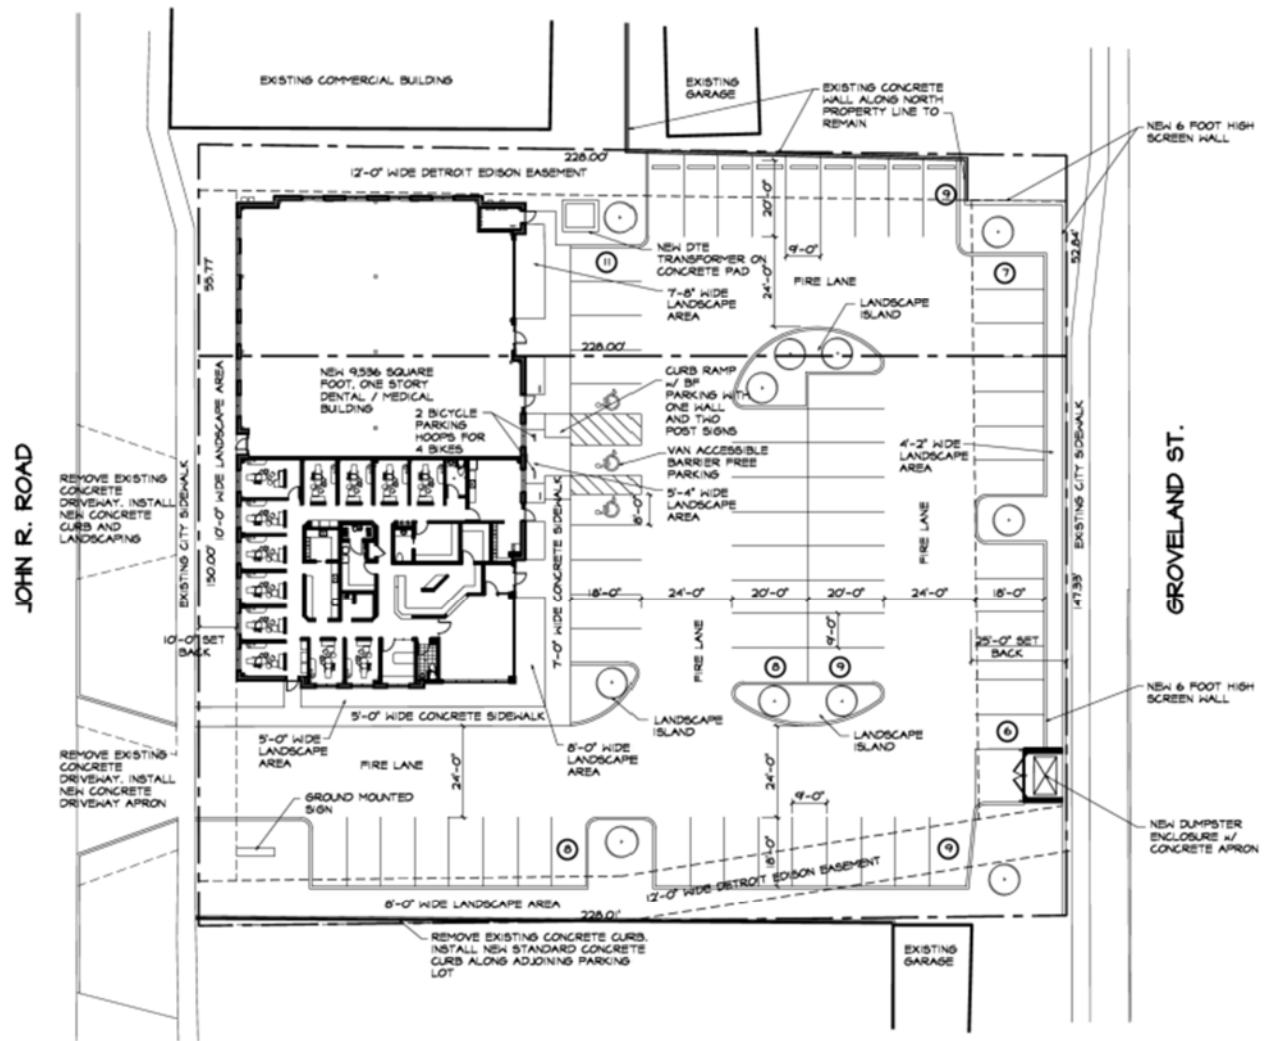 EXISTING COMMERCIAL BUILDING
EXISTING
GARAGE
EXISTING CONCRETE
WALL ALONG NORTH
PROPERTY LINE TO
REMAIN
NEW 6 FOOT HIGH
SCREEN WALL
228.00'
12'-0" WIDE DETROIT EDISON EASEMENT
20'-0"
9
9'-0"
24'-0"
FIRE LANE
7
52.84'
11
NEW DTE
TRANSFORMER ON
CONCRETE PAD
7'-8" WIDE
LANDSCAPE
AREA
LANDSCAPE
ISLAND
55.77
228.00'
NEW 9,536 SQUARE
FOOT, ONE STORY
DENTAL / MEDICAL
BUILDING
2 BICYCLE
PARKING
HOOPS FOR
4 BIKES
CURB RAMP
w/ BF
PARKING WITH
ONE WALL
AND TWO
POST SIGNS
VAN ACCESSIBLE
BARRIER FREE
PARKING
5'-4" WIDE
LANDSCAPE
AREA
8'-0"
4'-2" WIDE
LANDSCAPE
AREA
10'-0" WIDE LANDSCAPE AREA
EXISTING CITY SIDEWALK
150.00'
JOHN R. ROAD
REMOVE EXISTING
CONCRETE
DRIVEWAY. INSTALL
NEW CONCRETE
CURB AND
LANDSCAPING
7'-0" WIDE CONCRETE SIDEWALK
FIRE LANE
EXISTING CITY SIDEWALK
147.33'
GROVELAND ST.
18'-0"
24'-0"
20'-0"
20'-0"
24'-0"
18'-0"
10'-0" SET
BACK
FIRE LANE
9'-0"
25'-0" SET
BACK
8
9
NEW 6 FOOT HIGH
SCREEN WALL
5'-0" WIDE CONCRETE SIDEWALK
LANDSCAPE
ISLAND
LANDSCAPE
ISLAND
6
5'-0" WIDE
LANDSCAPE
AREA
8'-0" WIDE
LANDSCAPE
AREA
REMOVE EXISTING
CONCRETE
DRIVEWAY. INSTALL
NEW CONCRETE
DRIVEWAY APRON
FIRE LANE
24'-0"
24'-0"
GROUND MOUNTED
SIGN
9'-0"
NEW DUMPSTER
ENCLOSURE w/
CONCRETE APRON
8
18'-0"
9
12'-0" WIDE DETROIT EDISON EASEMENT
8'-0" WIDE LANDSCAPE AREA
228.01'
REMOVE EXISTING CONCRETE CURB.
INSTALL NEW STANDARD CONCRETE
CURB ALONG ADJOINING PARKING
LOT
EXISTING
GARAGE